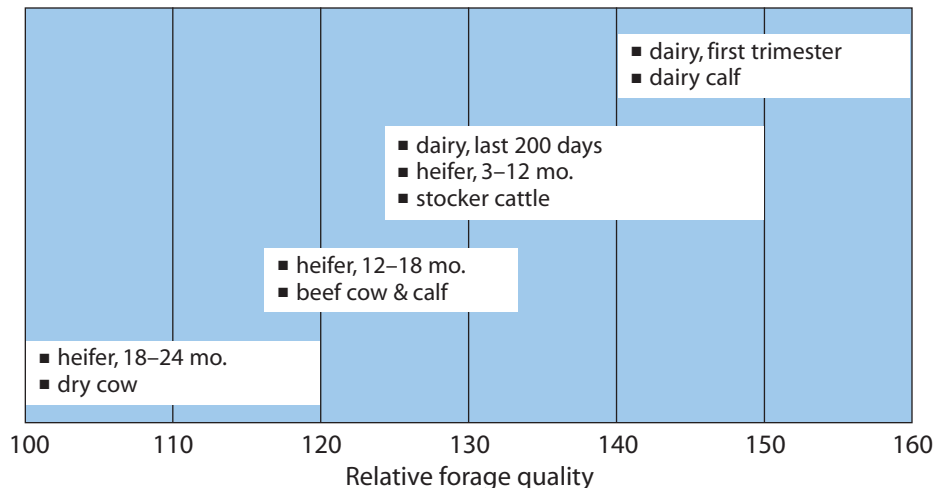 ■ dairy, first trimester
■ dairy calf
■ dairy, last 200 days
■ heifer, 3–12 mo.
■ stocker cattle
■ heifer, 12–18 mo.
■ beef cow & calf
■ heifer, 18–24 mo.
■ dry cow
100 110 120 130 140 150 160
Relative forage quality